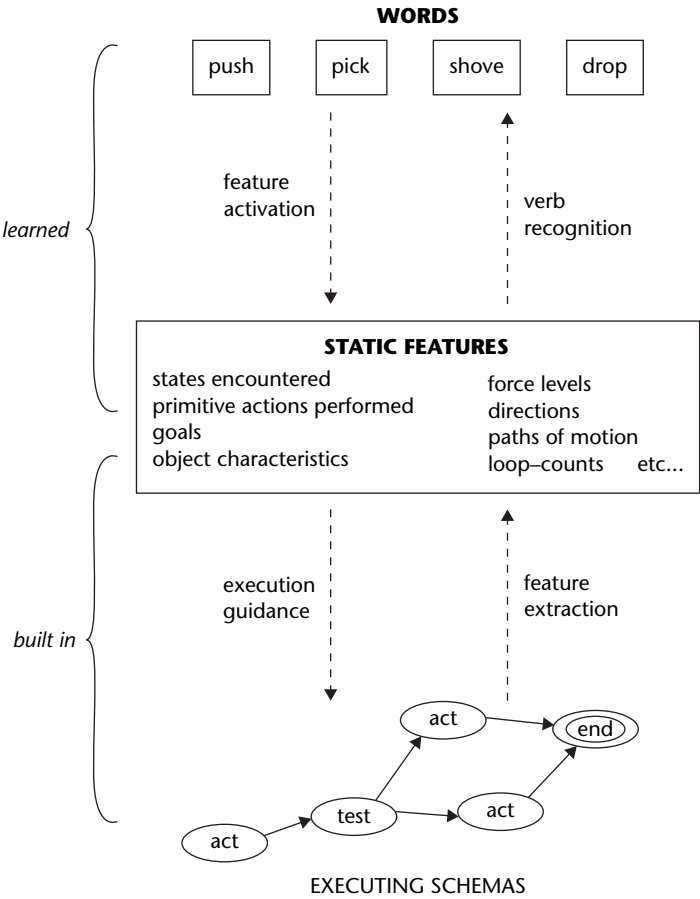 WORDS
push
pick
shove
drop
feature
activation
verb
recognition
learned
STATIC FEATURES
states encountered
primitive actions performed
goals
object characteristics
force levels
directions
paths of motion
loop–counts etc...
execution
guidance
feature
extraction
built in
act
end
test
act
act
EXECUTING SCHEMAS